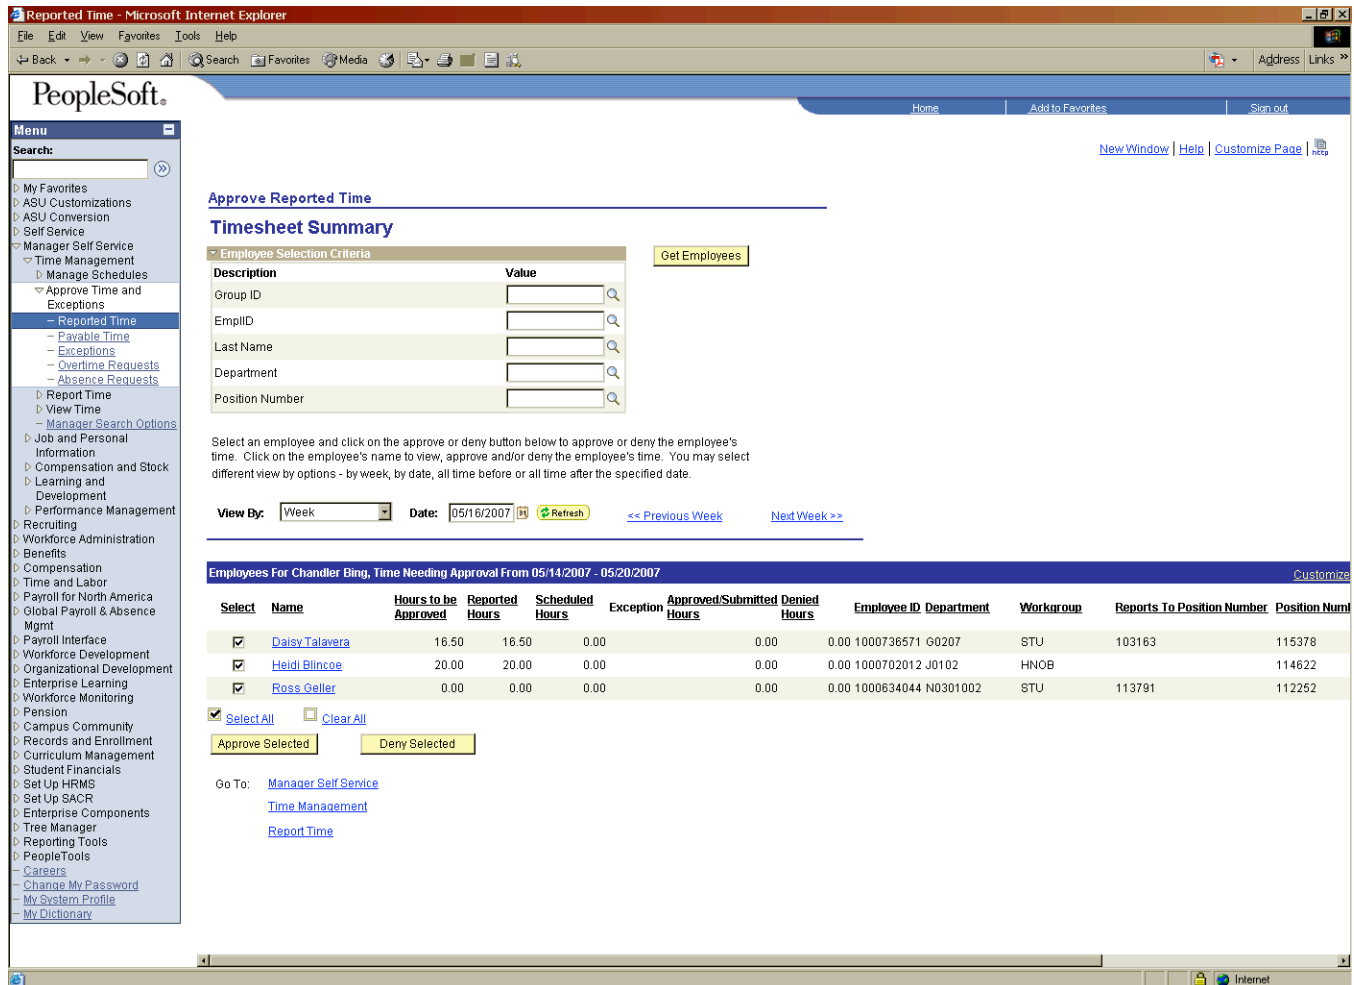 Reported Time - Microsoft Internet Explorer
File Edit View Favorites Tools Help
Back Search Favorites Media Address Links »
PeopleSoft®
Home Add to Favorites Sign out
New Window | Help | Customize Page | http
Menu
Search:
My Favorites
ASU Customizations
ASU Conversion
Self Service
Manager Self Service
Time Management
Manage Schedules
Approve Time and
Exceptions
– Reported Time
– Payable Time
– Exceptions
– Overtime Requests
– Absence Requests
Report Time
View Time
– Manager Search Options
Job and Personal
Information
Compensation and Stock
Learning and
Development
Performance Management
Recruiting
Workforce Administration
Benefits
Compensation
Time and Labor
Payroll for North America
Global Payroll & Absence
Mgmt
Payroll Interface
Workforce Development
Organizational Development
Enterprise Learning
Workforce Monitoring
Pension
Campus Community
Records and Enrollment
Curriculum Management
Student Financials
Set Up HRMS
Set Up SACR
Enterprise Components
Tree Manager
Reporting Tools
PeopleTools
– Careers
– Change My Password
– My System Profile
– My Dictionary
Approve Reported Time
Timesheet Summary
Employee Selection Criteria
Get Employees
Description Value
Group ID
EmplID
Last Name
Department
Position Number
Select an employee and click on the approve or deny button below to approve or deny the employee's
time. Click on the employee's name to view, approve and/or deny the employee's time. You may select
different view by options - by week, by date, all time before or all time after the specified date.
View By: Week Date: 05/16/2007 31 Refresh << Previous Week Next Week >>
Employees For Chandler Bing, Time Needing Approval From 05/14/2007 - 05/20/2007 Customize
Select Name Hours to be Approved Reported Hours Scheduled Hours Exception Approved/Submitted Hours Denied Hours Employee ID Department Workgroup Reports To Position Number Position Num
Daisy Talavera 16.50 16.50 0.00 0.00 0.00 1000736571 G0207 STU 103163 115378
Heidi Blincoe 20.00 20.00 0.00 0.00 0.00 1000702012 J0102 HNOB 114622
Ross Geller 0.00 0.00 0.00 0.00 0.00 1000634044 N0301002 STU 113791 112252
Select All Clear All
Approve Selected Deny Selected
Go To: Manager Self Service
Time Management
Report Time
Internet